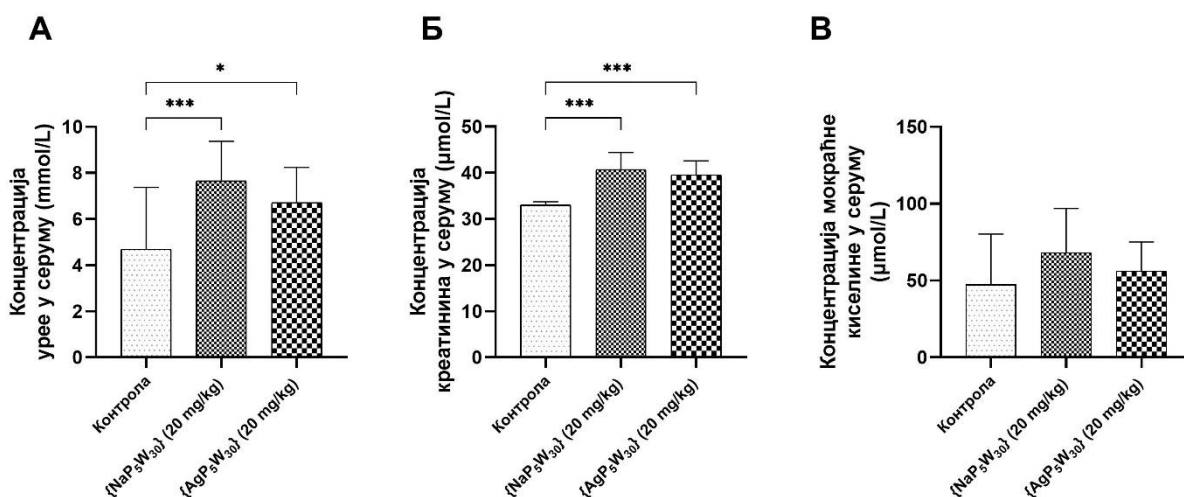 А
Концентрација
урее у серуму (mmol/L)
10
8
6
4
2
0
***
*
Контрола
{NaP₅W₃₀} (20 mg/kg)
{AgP₅W₃₀} (20 mg/kg)
Б
Концентрација
креатинина у серуму (µmol/L)
50
40
30
20
10
0
***
***
Контрола
{NaP₅W₃₀} (20 mg/kg)
{AgP₅W₃₀} (20 mg/kg)
В
Концентрација мокраћне
киселине у серуму
(µmol/L)
150
100
50
0
Контрола
{NaP₅W₃₀} (20 mg/kg)
{AgP₅W₃₀} (20 mg/kg)